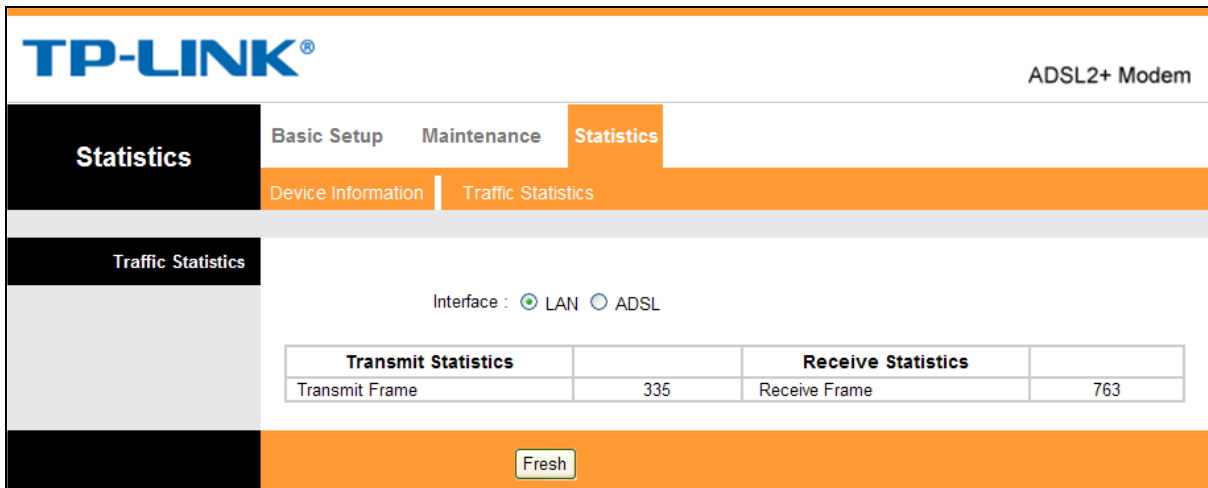 TP-LINK®
ADSL2+ Modem
Statistics
Basic Setup Maintenance Statistics
Device Information Traffic Statistics
Traffic Statistics
Interface : LAN ADSL
Transmit Statistics Receive Statistics
Transmit Frame 335 Receive Frame 763
Fresh